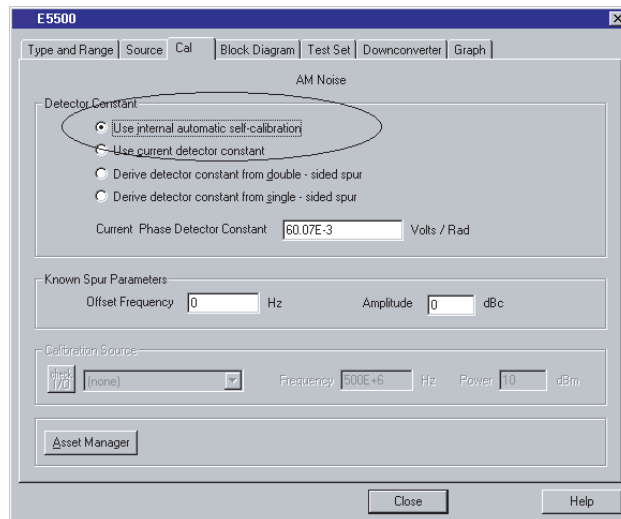 E5500
Type and Range Source Cal Block Diagram Test Set Downconverter Graph
AM Noise
Detector Constant
Use internal automatic self-calibration
Use current detector constant
Derive detector constant from double - sided spur
Derive detector constant from single - sided spur
Current Phase Detector Constant 60.07E-3 Volts / Rad
Known Spur Parameters
Offset Frequency 0 Hz Amplitude 0 dBc
Calibration Source
check I/O (none) Frequency 500E+6 Hz Power 10 dBm
Asset Manager
Close Help